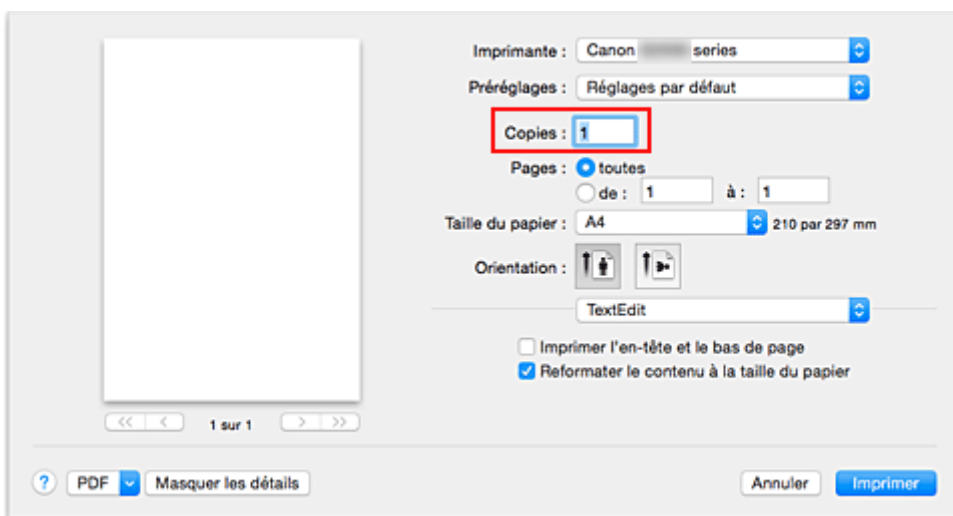 Imprimante : Canon series
Préréglages : Réglages par défaut
Copies : 1
Pages : toutes
de : 1 à : 1
Taille du papier : A4 210 par 297 mm
Orientation :
TextEdit
Imprimer l'en-tête et le bas de page
Reformater le contenu à la taille du papier
<< < 1 sur 1 > >>
? PDF Masquer les détails Annuler Imprimer